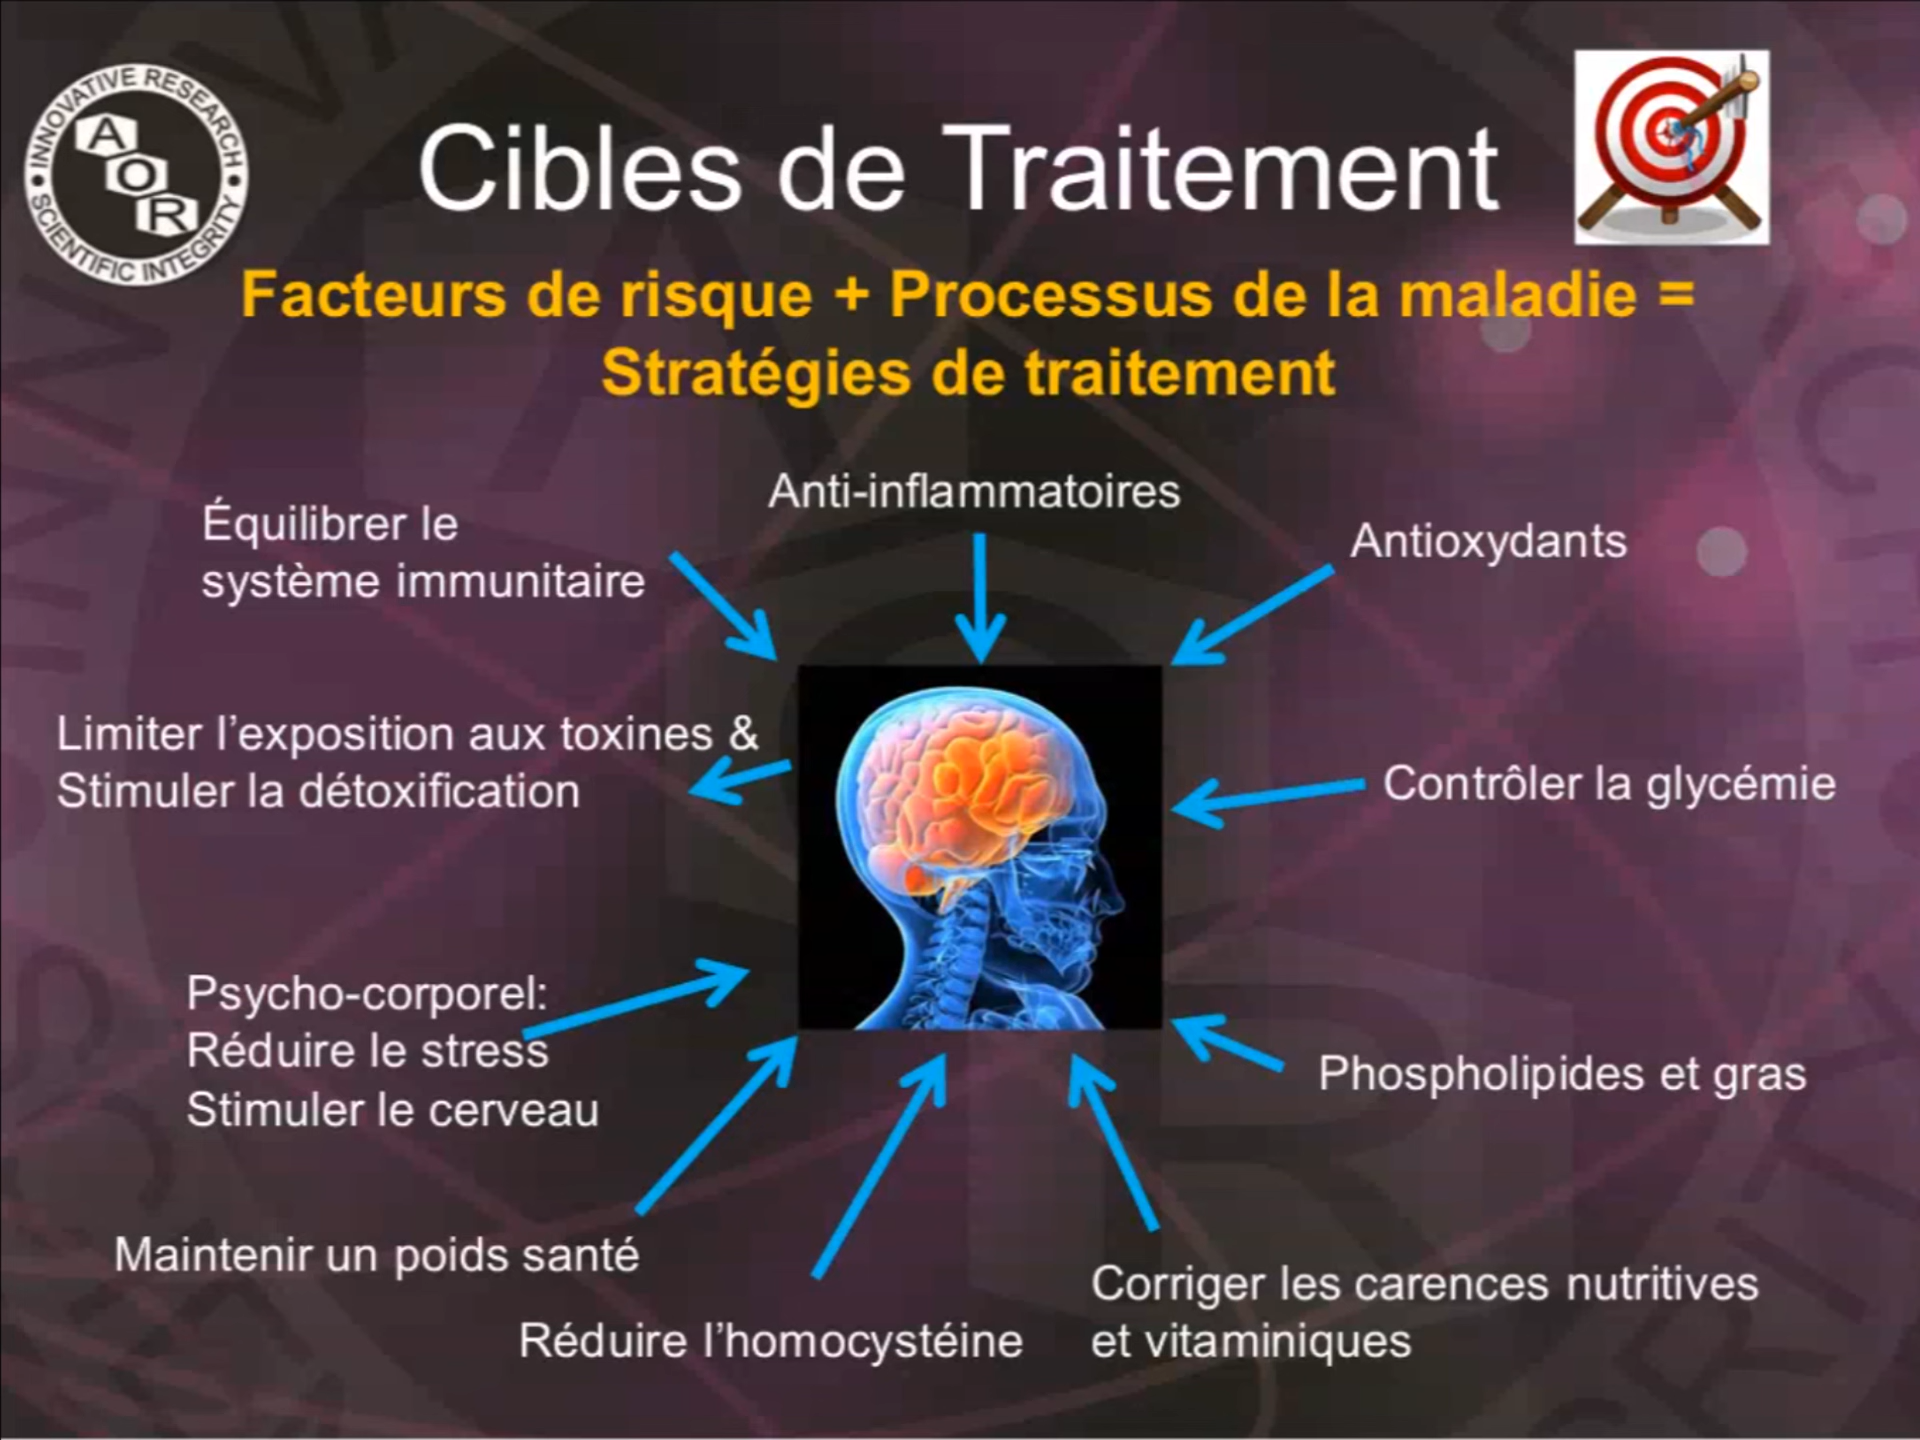 INNOVATIVE RESEARCH
AOR
SCIENTIFIC INTEGRITY
Cibles de Traitement
Facteurs de risque + Processus de la maladie =
Stratégies de traitement
Anti-inflammatoires
Équilibrer le
système immunitaire
Antioxydants
Limiter l’exposition aux toxines &
Stimuler la détoxification
Contrôler la glycémie
Psycho-corporel:
Réduire le stress
Stimuler le cerveau
Phospholipides et gras
Maintenir un poids santé
Réduire l’homocystéine
Corriger les carences nutritives
et vitaminiques